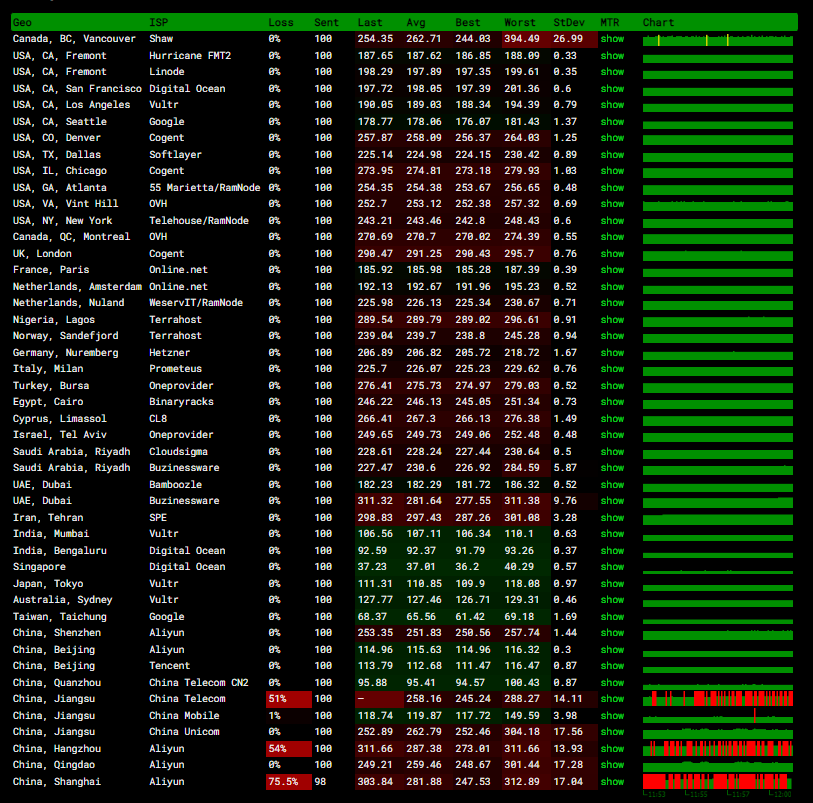 Geo ISP Loss Sent Last Avg Best Worst StDev MTR Chart
Canada, BC, Vancouver Shaw 0% 100 254.35 262.71 244.03 394.49 26.99 show
USA, CA, Fremont Hurricane FMT2 0% 100 187.65 187.62 186.85 188.09 0.33 show
USA, CA, Fremont Linode 0% 100 198.29 197.89 197.35 199.61 0.35 show
USA, CA, San Francisco Digital Ocean 0% 100 197.72 198.05 197.39 201.36 0.6 show
USA, CA, Los Angeles Vultr 0% 100 190.05 189.03 188.34 194.39 0.79 show
USA, CA, Seattle Google 0% 100 178.77 178.06 176.07 181.43 1.37 show
USA, CO, Denver Cogent 0% 100 257.87 258.09 256.37 264.03 1.25 show
USA, TX, Dallas Softlayer 0% 100 225.14 224.98 224.15 230.42 0.89 show
USA, IL, Chicago Cogent 0% 100 273.95 274.81 273.18 279.93 1.03 show
USA, GA, Atlanta 55 Marietta/RamNode 0% 100 254.35 254.38 253.67 256.65 0.48 show
USA, VA, Vint Hill OVH 0% 100 252.7 253.12 252.38 257.32 0.69 show
USA, NY, New York Telehouse/RamNode 0% 100 243.21 243.46 242.8 248.43 0.6 show
Canada, QC, Montreal OVH 0% 100 270.69 270.7 270.02 274.39 0.55 show
UK, London Cogent 0% 100 290.47 291.25 290.43 295.7 0.76 show
France, Paris Online.net 0% 100 185.92 185.98 185.28 187.39 0.39 show
Netherlands, Amsterdam Online.net 0% 100 192.13 192.67 191.96 195.23 0.52 show
Netherlands, Nuland WeservIT/RamNode 0% 100 225.98 226.13 225.34 230.67 0.71 show
Nigeria, Lagos Terrahost 0% 100 289.54 289.79 289.02 296.61 0.91 show
Norway, Sandefjord Terrahost 0% 100 239.04 239.7 238.8 245.28 0.94 show
Germany, Nuremberg Hetzner 0% 100 206.89 206.82 205.72 218.72 1.67 show
Italy, Milan Prometeus 0% 100 225.7 226.07 225.23 229.62 0.76 show
Turkey, Bursa Oneprovider 0% 100 276.41 275.73 274.97 279.03 0.52 show
Egypt, Cairo Binaryracks 0% 100 246.22 246.13 245.05 251.34 0.73 show
Cyprus, Limassol CL8 0% 100 266.41 267.3 266.13 276.38 1.49 show
Israel, Tel Aviv Oneprovider 0% 100 249.65 249.73 249.06 252.48 0.48 show
Saudi Arabia, Riyadh Cloudsigma 0% 100 228.61 228.24 227.44 230.64 0.5 show
Saudi Arabia, Riyadh Buzinessware 0% 100 227.47 230.6 226.92 284.59 5.87 show
UAE, Dubai Bamboozle 0% 100 182.23 182.29 181.72 186.32 0.52 show
UAE, Dubai Buzinessware 0% 100 311.32 281.64 277.55 311.38 9.76 show
Iran, Tehran SPE 0% 100 298.83 297.43 287.26 301.08 3.28 show
India, Mumbai Vultr 0% 100 106.56 107.11 106.34 110.1 0.63 show
India, Bengaluru Digital Ocean 0% 100 92.59 92.37 91.79 93.26 0.37 show
Singapore Digital Ocean 0% 100 37.23 37.01 36.2 40.29 0.57 show
Japan, Tokyo Vultr 0% 100 111.31 110.85 109.9 118.08 0.97 show
Australia, Sydney Vultr 0% 100 127.77 127.46 126.71 129.31 0.46 show
Taiwan, Taichung Google 0% 100 68.37 65.56 61.42 69.18 1.69 show
China, Shenzhen Aliyun 0% 100 253.35 251.83 250.56 257.74 1.44 show
China, Beijing Aliyun 0% 100 114.96 115.63 114.96 116.32 0.3 show
China, Beijing Tencent 0% 100 113.79 112.68 111.47 116.47 0.87 show
China, Quanzhou China Telecom CN2 0% 100 95.88 95.41 94.57 100.43 0.87 show
China, Jiangsu China Telecom 51% 100 – 258.16 245.24 288.27 14.11 show
China, Jiangsu China Mobile 1% 100 118.74 119.87 117.72 149.59 3.98 show
China, Jiangsu China Unicom 0% 100 252.89 262.79 252.46 304.18 17.56 show
China, Hangzhou Aliyun 54% 100 311.66 287.38 273.01 311.66 13.93 show
China, Qingdao Aliyun 0% 100 249.21 259.46 248.67 301.44 17.28 show
China, Shanghai Aliyun 75.5% 98 303.84 281.88 247.53 312.89 17.04 show
11:53 11:55 11:57 12:00